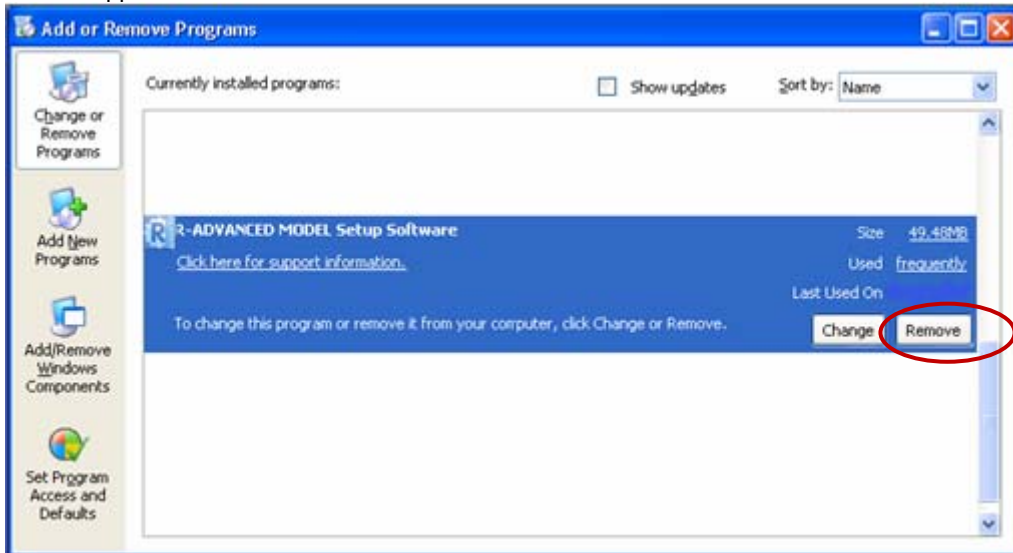 Add or Remove Programs
Change or
Remove
Programs
Currently installed programs:
Show updates
Sort by: Name
R-ADVANCED MODEL Setup Software
Size 49.48MB
Click here for support information.
Used frequently
Last Used On
To change this program or remove it from your computer, click Change or Remove.
Change
Remove
Add New
Programs
Add/Remove
Windows
Components
Set Program
Access and
Defaults